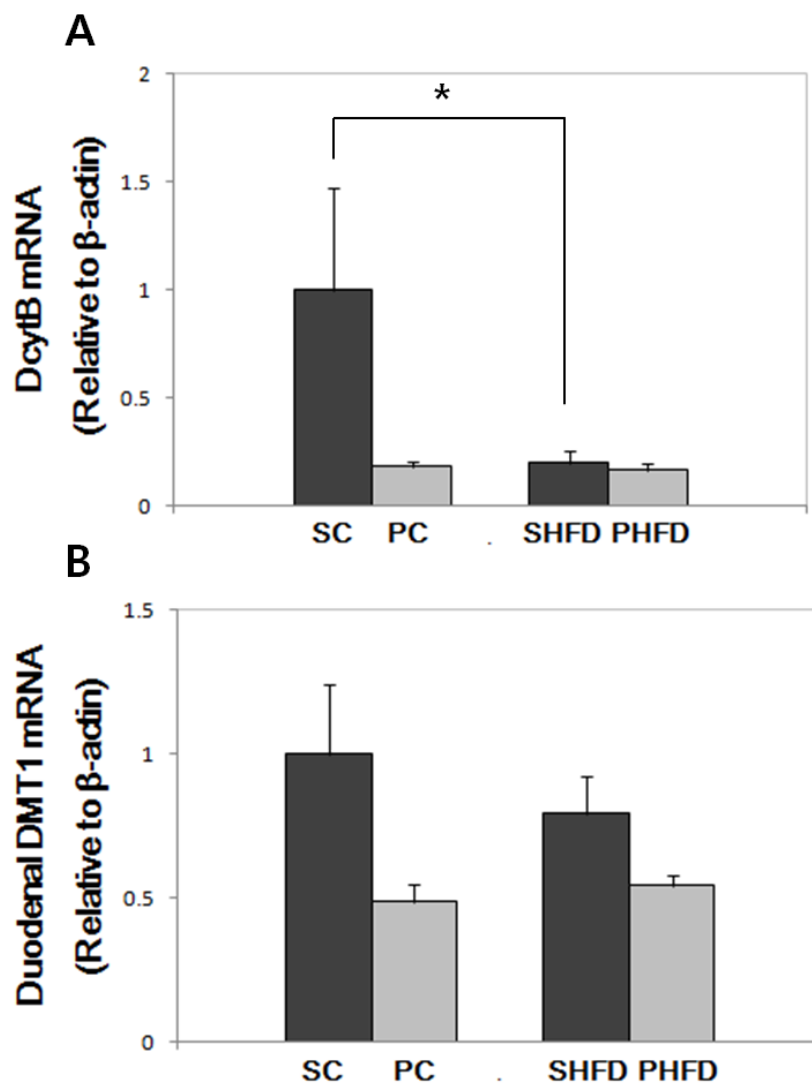 A
DcytB mRNA
(Relative to β-actin)
2
1.5
1
0.5
0
*
SC PC . SHFD PHFD
B
Duodenal DMT1 mRNA
(Relative to β-actin)
1.5
1
0.5
0
SC PC . SHFD PHFD